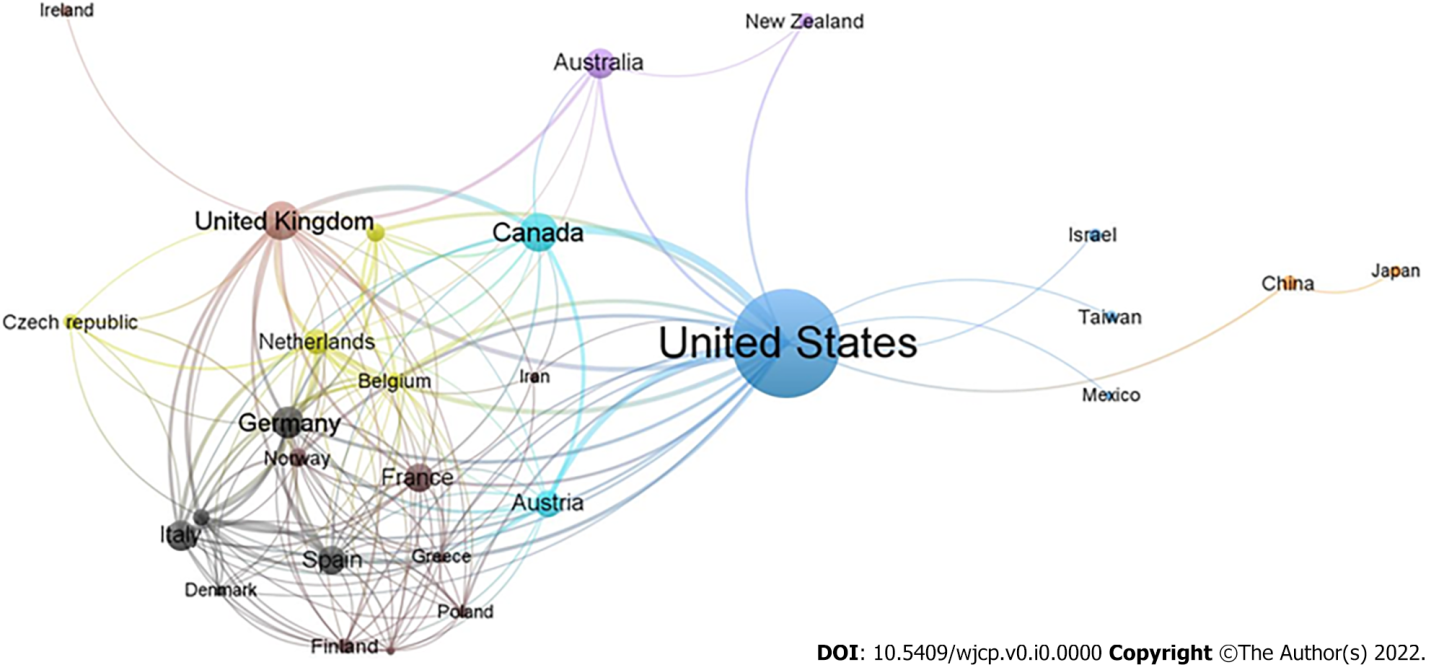 Ireland
New Zealand
Australia
United Kingdom
Canada
Israel
China
Japan
Taiwan
Czech republic
Netherlands
United States
Belgium
Iran
Mexico
Germany
Norway
France
Austria
Italy
Spain
Greece
Denmark
Poland
Finland
DOI: 10.5409/wjcp.v0.i0.0000 Copyright ©The Author(s) 2022.